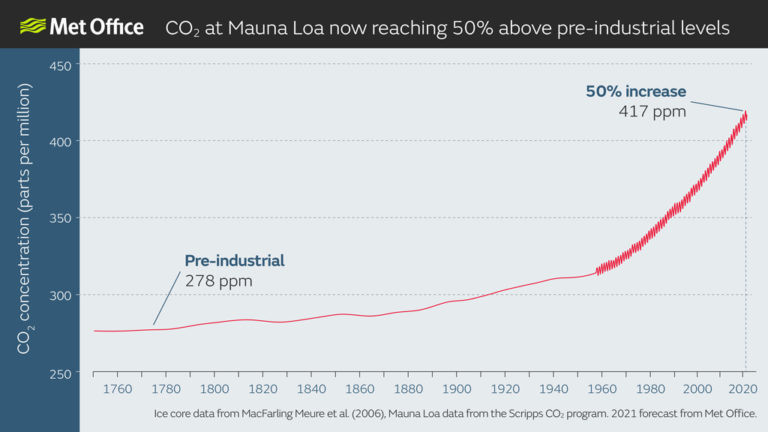 Met Office
CO₂ at Mauna Loa now reaching 50% above pre-industrial levels
CO₂ concentration (parts per million)
450
400
350
300
250
50% increase
417 ppm
Pre-industrial
278 ppm
1760 1780 1800 1820 1840 1860 1880 1900 1920 1940 1960 1980 2000 2020
Ice core data from MacFarling Meure et al. (2006), Mauna Loa data from the Scripps CO₂ program. 2021 forecast from Met Office.